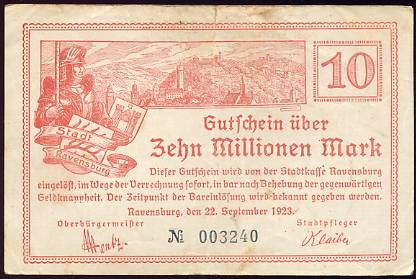 10
Stadt
Ravensburg
Gutschein über
Zehn Millionen Mark
Dieser Gutschein wird von der Stadtkasse Ravensburg
eingelöst, im Wege der Verrechnung sofort, in bar nach Behebung der gegenwärtigen
Geldknappheit. Der Zeitpunkt der Bareinlösung wird bekannt gegeben werden.
Ravensburg, den 22. September 1923.
Oberbürgermeister Stadtpfleger
Klaiber
№ 003240